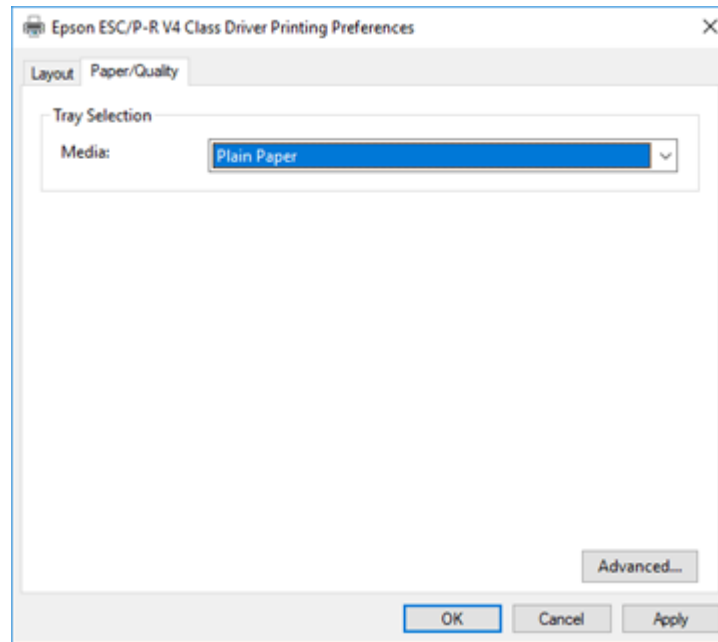 Epson ESC/P-R V4 Class Driver Printing Preferences
Layout Paper/Quality
Tray Selection
Media: Plain Paper
Advanced...
OK Cancel Apply